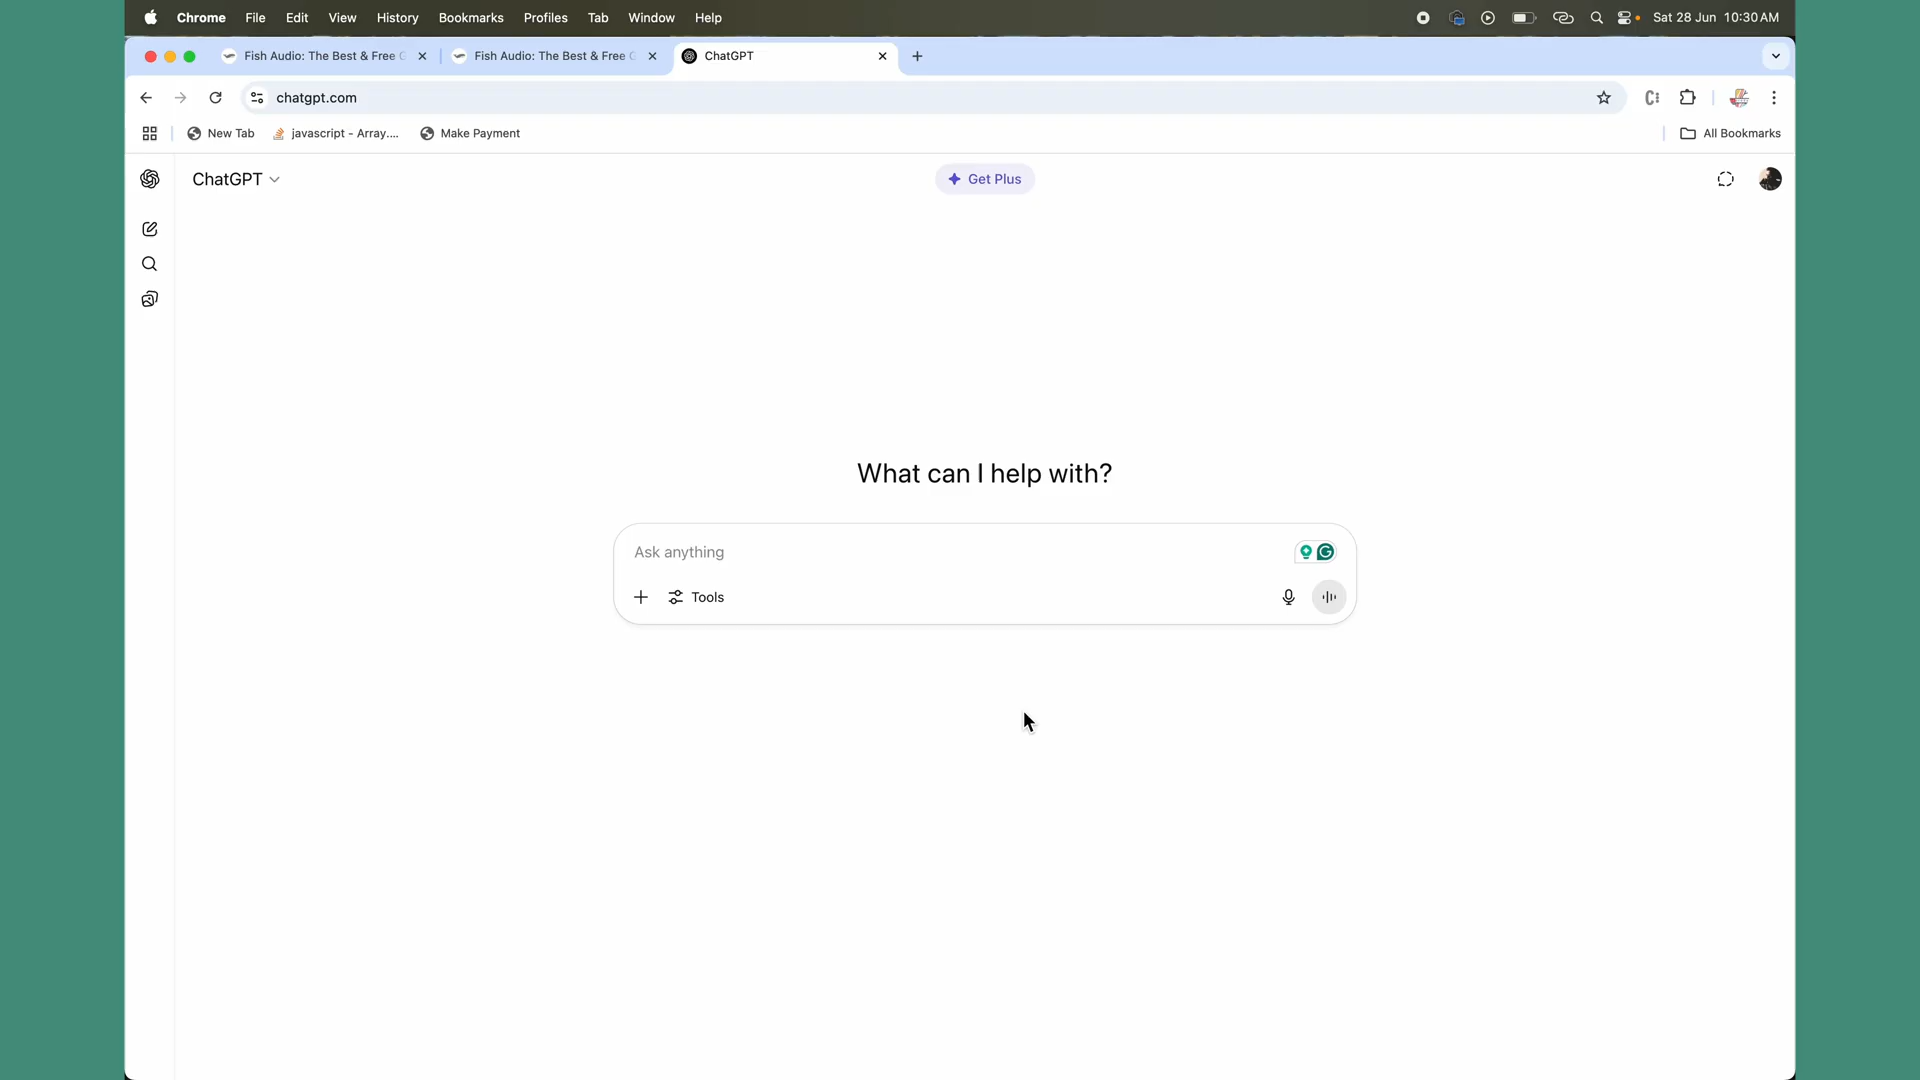 Chrome File Edit View History Bookmarks Profiles Tab Window Help Sat 28 Jun 10:30 AM
Fish Audio: The Best & Free G Fish Audio: The Best & Free G ChatGPT
chatgpt.com
New Tab javascript - Array.... Make Payment All Bookmarks
ChatGPT Get Plus
What can I help with?
Ask anything
Tools